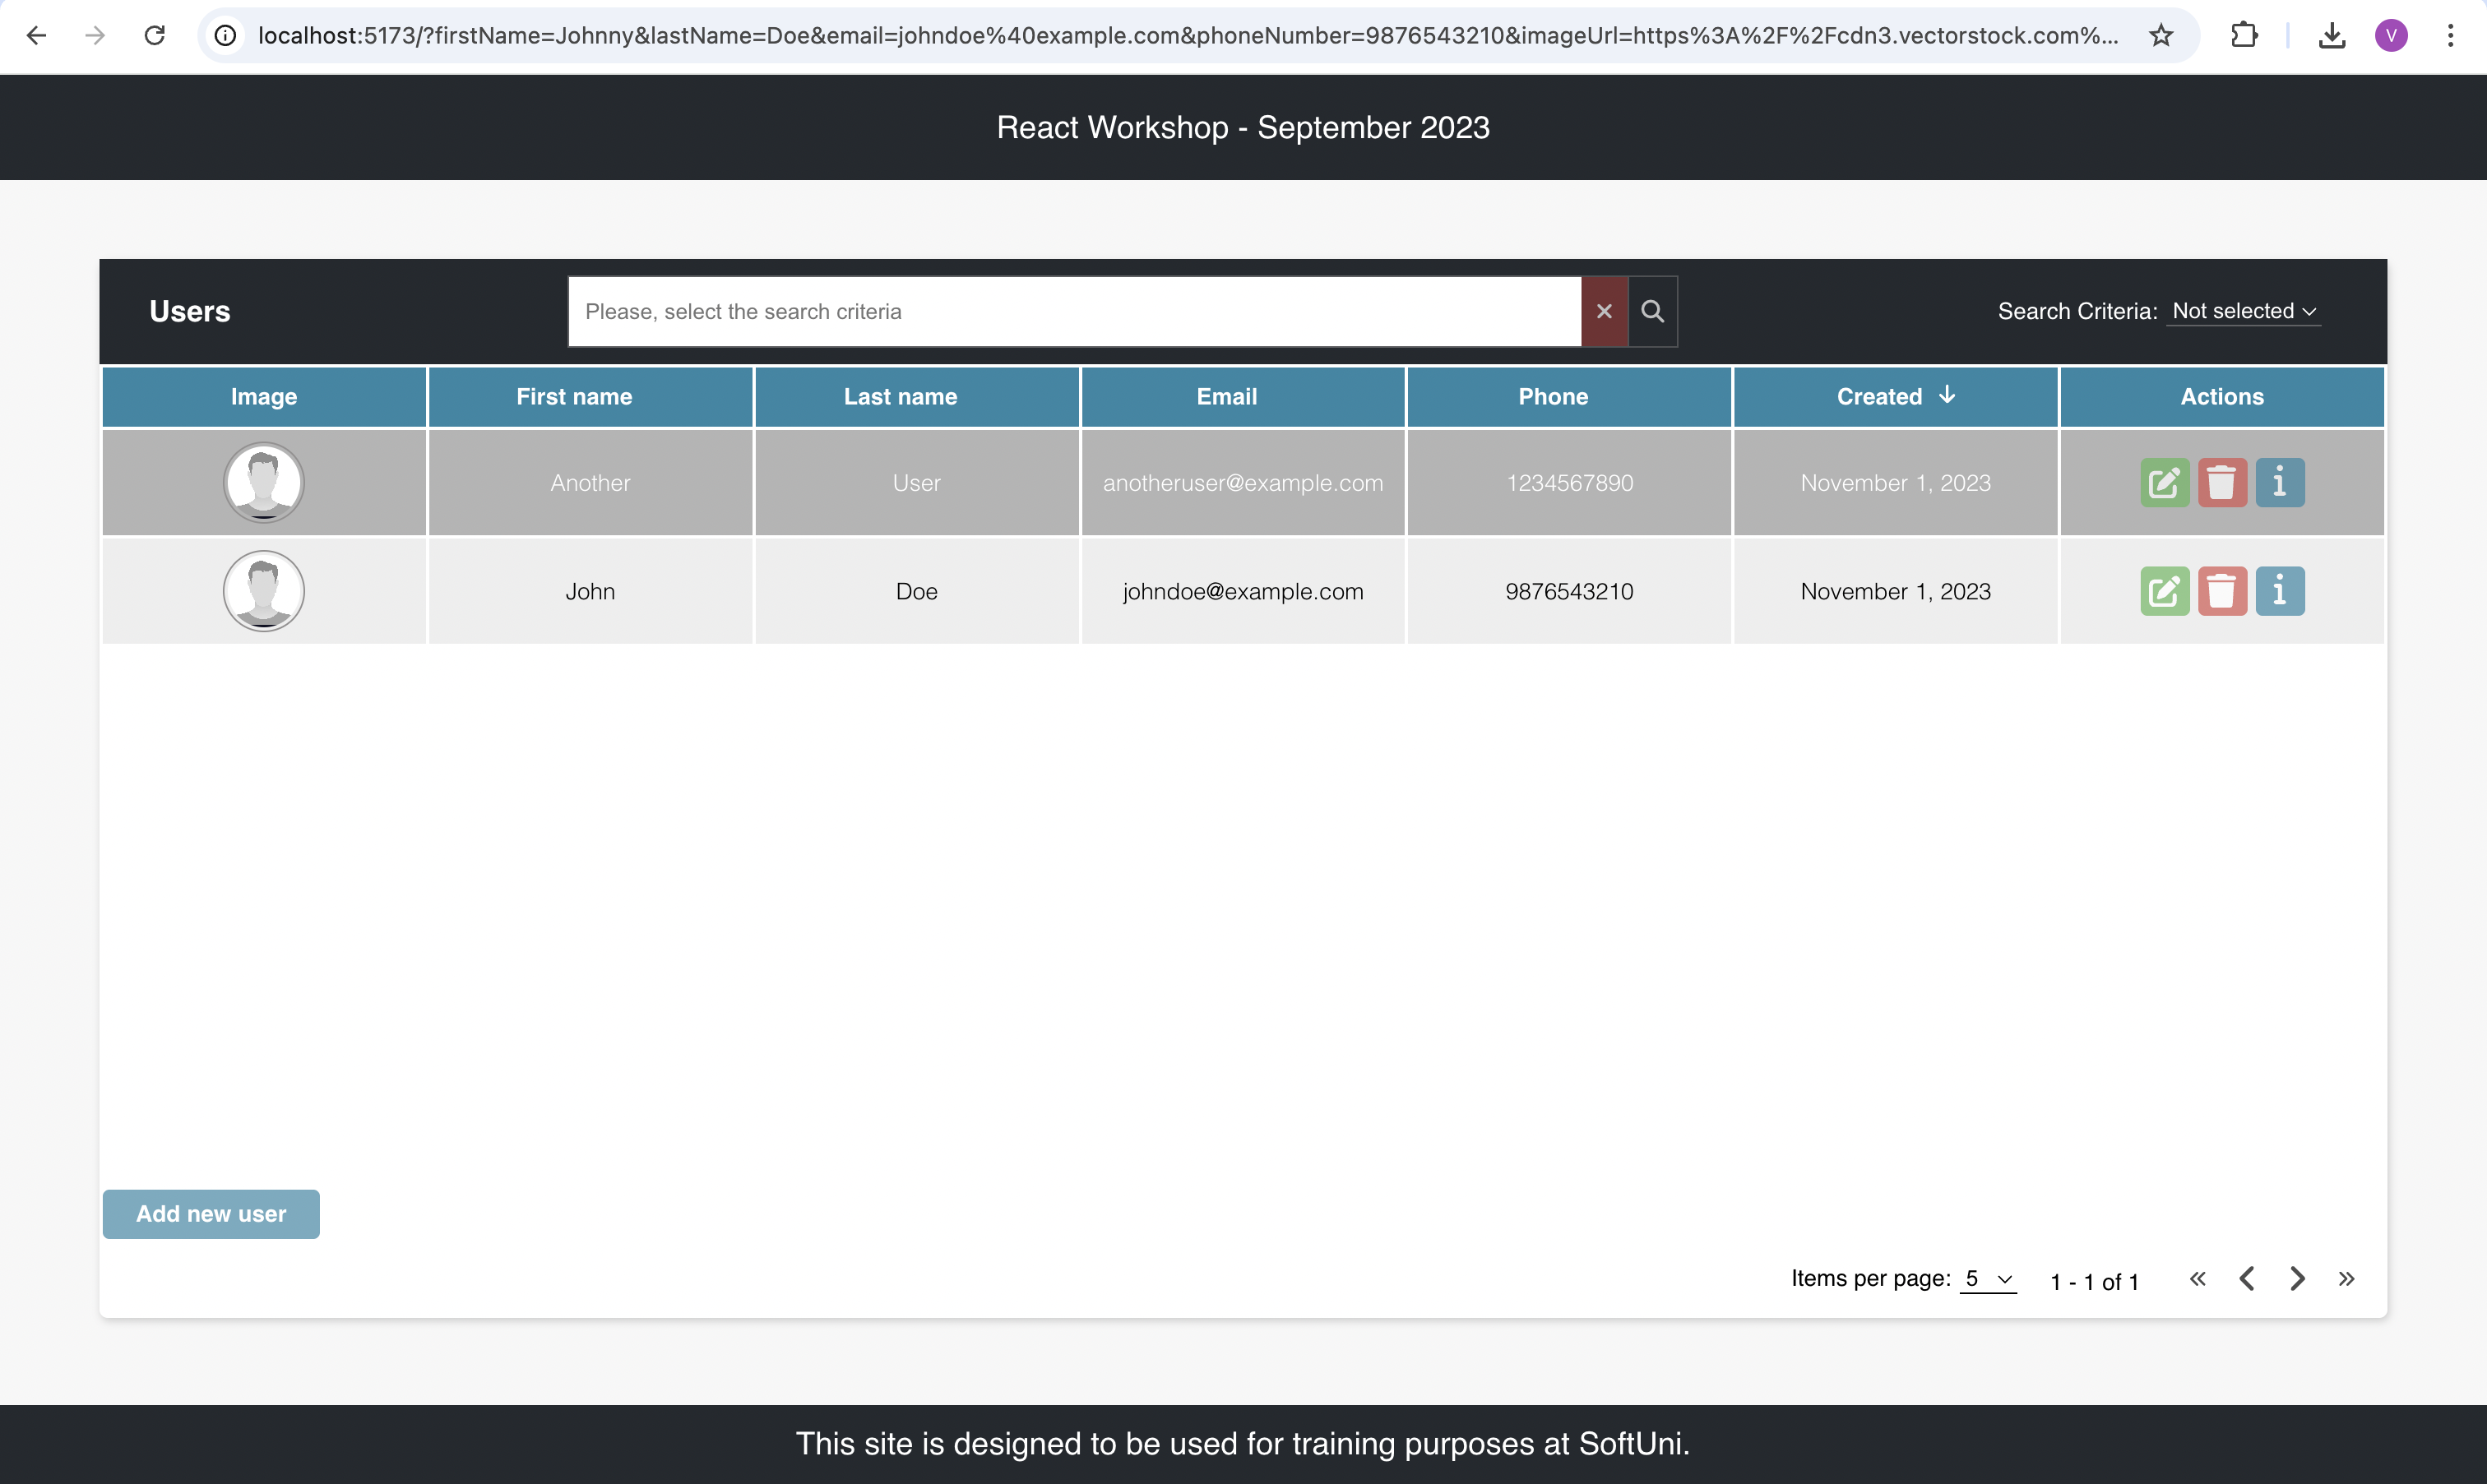 localhost:5173/?firstName=Johnny&lastName=Doe&email=johndoe%40example.com&phoneNumber=9876543210&imageUrl=https%3A%2F%2Fcdn3.vectorstock.com%...
V
React Workshop - September 2023
Users
Please, select the search criteria
Search Criteria: Not selected
Image First name Last name Email Phone Created Actions
Another User anotheruser@example.com 1234567890 November 1, 2023
John Doe johndoe@example.com 9876543210 November 1, 2023
Add new user
Items per page: 5 1 - 1 of 1
This site is designed to be used for training purposes at SoftUni.